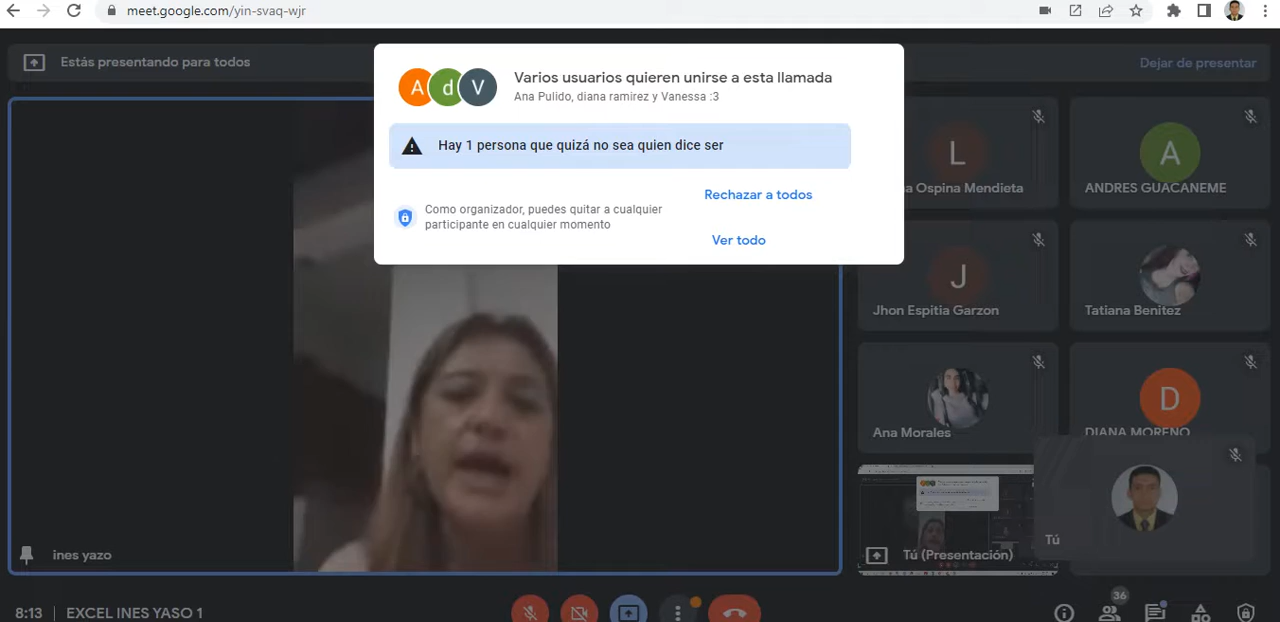 meet.google.com/yin-svaq-wjr
Estás presentando para todos
Dejar de presentar
A d V
Varios usuarios quieren unirse a esta llamada
Ana Pulido, diana ramirez y Vanessa :3
Hay 1 persona que quizá no sea quien dice ser
Rechazar a todos
Como organizador, puedes quitar a cualquier
participante en cualquier momento
Ver todo
L
a Ospina Mendieta
A
ANDRES GUACANEME
J
Jhon Espitia Garzon
Tatiana Benitez
Ana Morales
D
DIANA MORENO
ines yazo
Tú (Presentación)
Tú
8:13 | EXCEL INES YASO 1
36